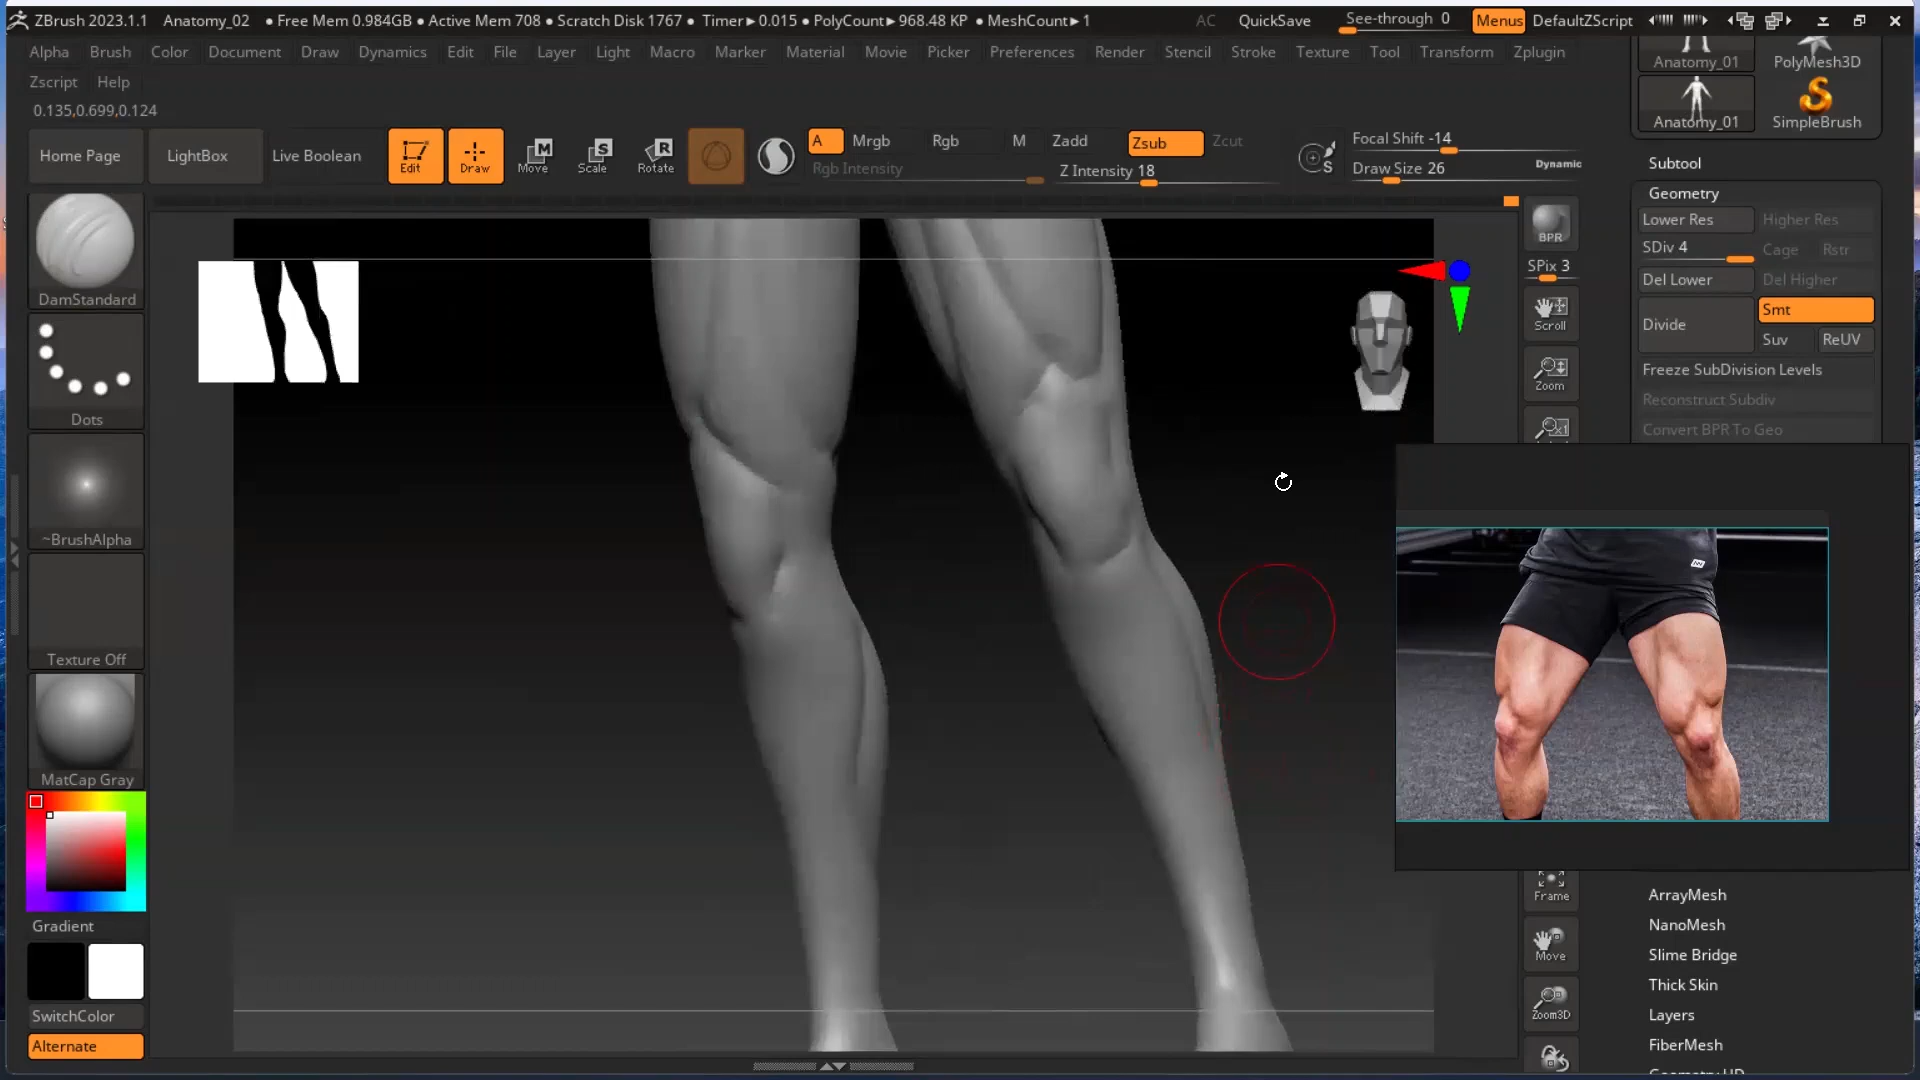 ZBrush 2023.1.1 Anatomy_02 ● Free Mem 0.984GB ● Active Mem 708 ● Scratch Disk 1767 ● Timer►0.015 ● PolyCount►968.48 KP ● MeshCount►1 AC QuickSave See-through 0 Menus DefaultZScript
Alpha Brush Color Document Draw Dynamics Edit File Layer Light Macro Marker Material Movie Picker Preferences Render Stencil Stroke Texture Tool Transform Zplugin
Zscript Help
0.135,0.699,0.124
Home Page LightBox Live Boolean Edit Draw Move Scale Rotate
M S R
A Mrgb Rgb M Zadd Zsub Zcut
Rgb Intensity Z Intensity 18
S
Focal Shift -14
Draw Size 26 Dynamic
DamStandard
Dots
~BrushAlpha
Texture Off
MatCap Gray
Gradient
SwitchColor
Alternate
BPR
SPix 3
Scroll
Zoom
Frame
Move
Zoom3D
Anatomy_01 PolyMesh3D
Anatomy_01 SimpleBrush
Subtool
Geometry
Lower Res Higher Res
SDiv 4 Cage Rstr
Del Lower Del Higher
Divide Smt
Suv ReUV
Freeze SubDivision Levels
Reconstruct Subdiv
Convert BPR To Geo
ArrayMesh
NanoMesh
Slime Bridge
Thick Skin
Layers
FiberMesh